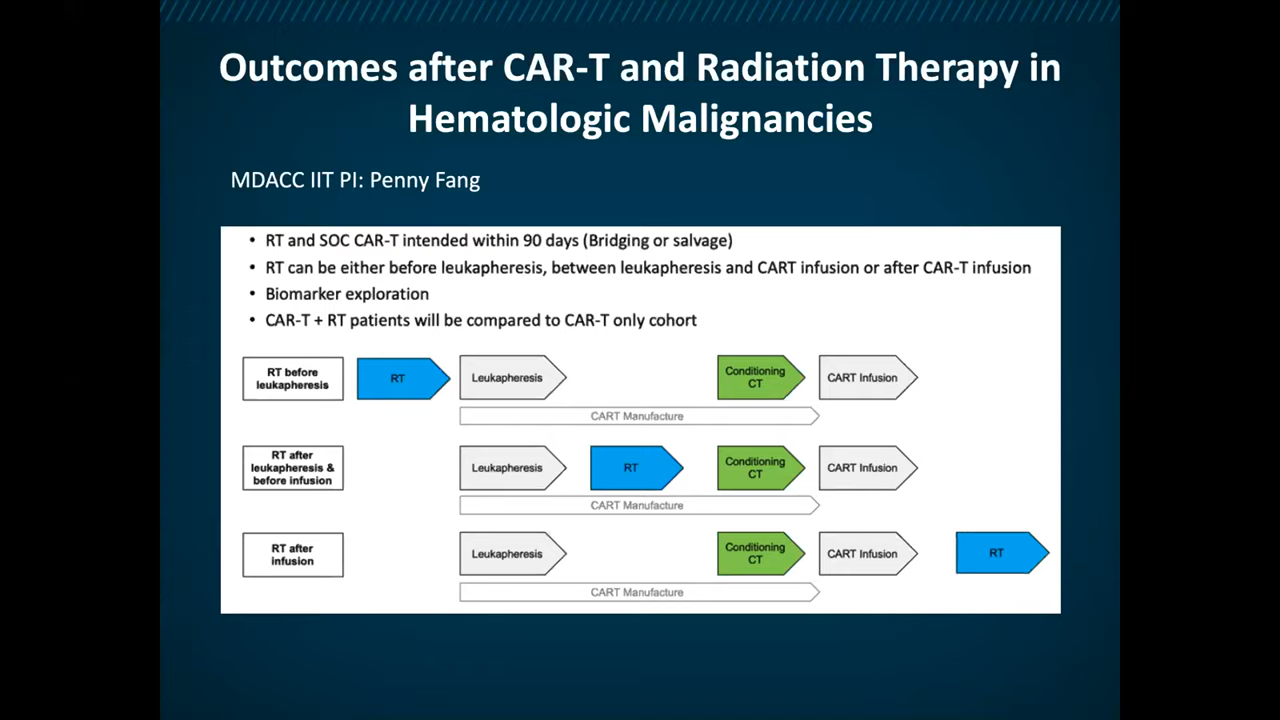 Outcomes after CAR-T and Radiation Therapy in
Hematologic Malignancies
MDACC IIT PI: Penny Fang
• RT and SOC CAR-T intended within 90 days (Bridging or salvage)
• RT can be either before leukapheresis, between leukapheresis and CART infusion or after CAR-T infusion
• Biomarker exploration
• CAR-T + RT patients will be compared to CAR-T only cohort
RT before
leukapheresis
RT
Leukapheresis
Conditioning
CT
CART Infusion
CART Manufacture
RT after
leukapheresis &
before infusion
Leukapheresis
RT
Conditioning
CT
CART Infusion
CART Manufacture
RT after
infusion
Leukapheresis
Conditioning
CT
CART Infusion
RT
CART Manufacture